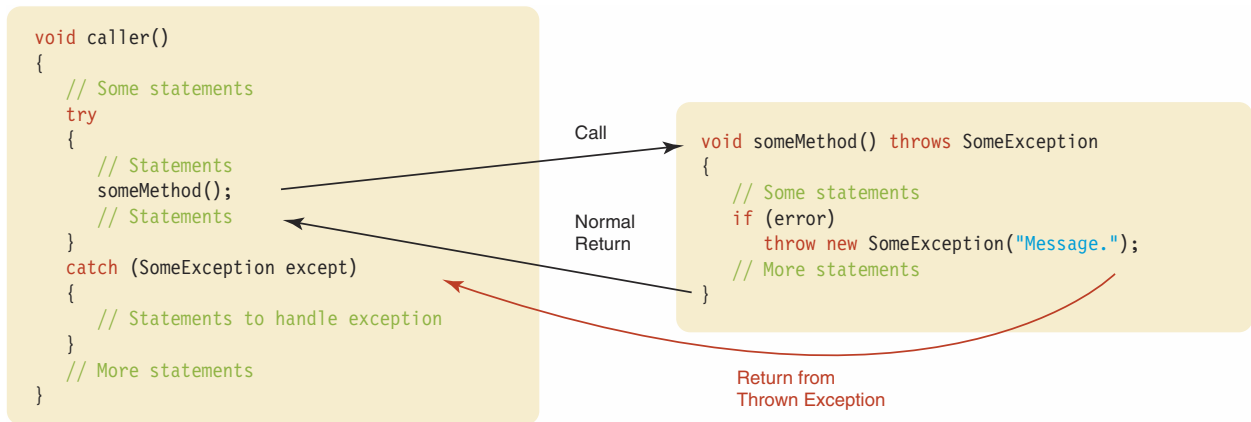 void caller()
{
// Some statements
try
{
// Statements
someMethod();
// Statements
}
catch (SomeException except)
{
// Statements to handle exception
}
// More statements
}
Call
Normal
Return
void someMethod() throws SomeException
{
// Some statements
if (error)
throw new SomeException("Message.");
// More statements
}
Return from
Thrown Exception